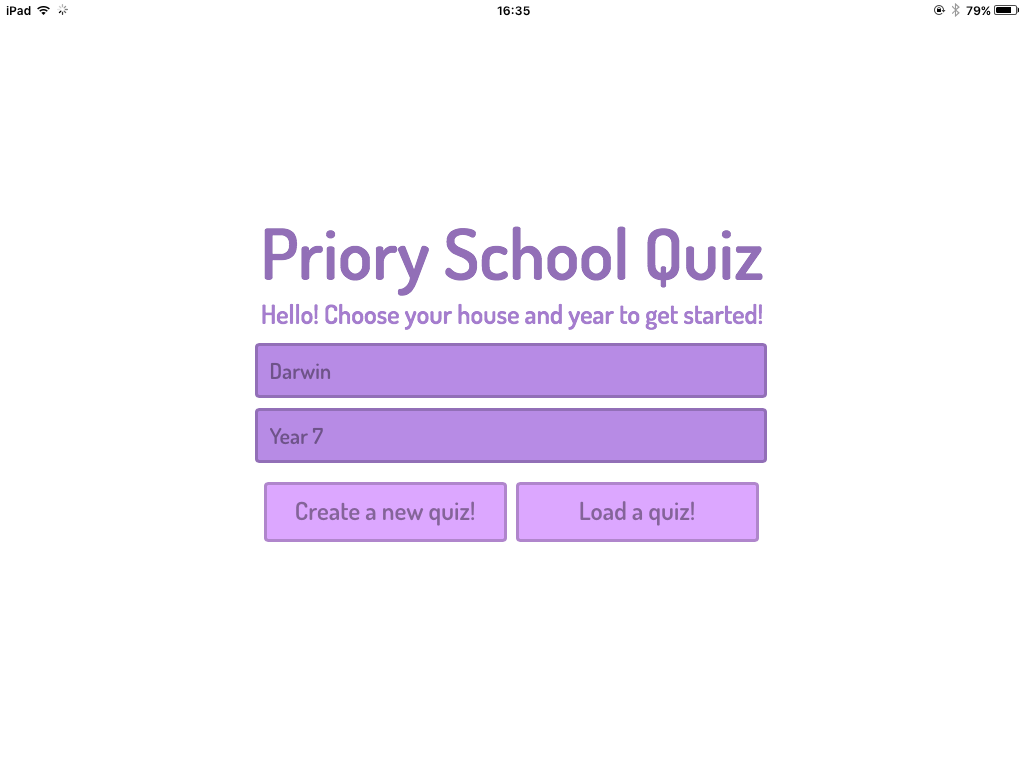 iPad 16:35 79%
Priory School Quiz
Hello! Choose your house and year to get started!
Darwin
Year 7
Create a new quiz! Load a quiz!